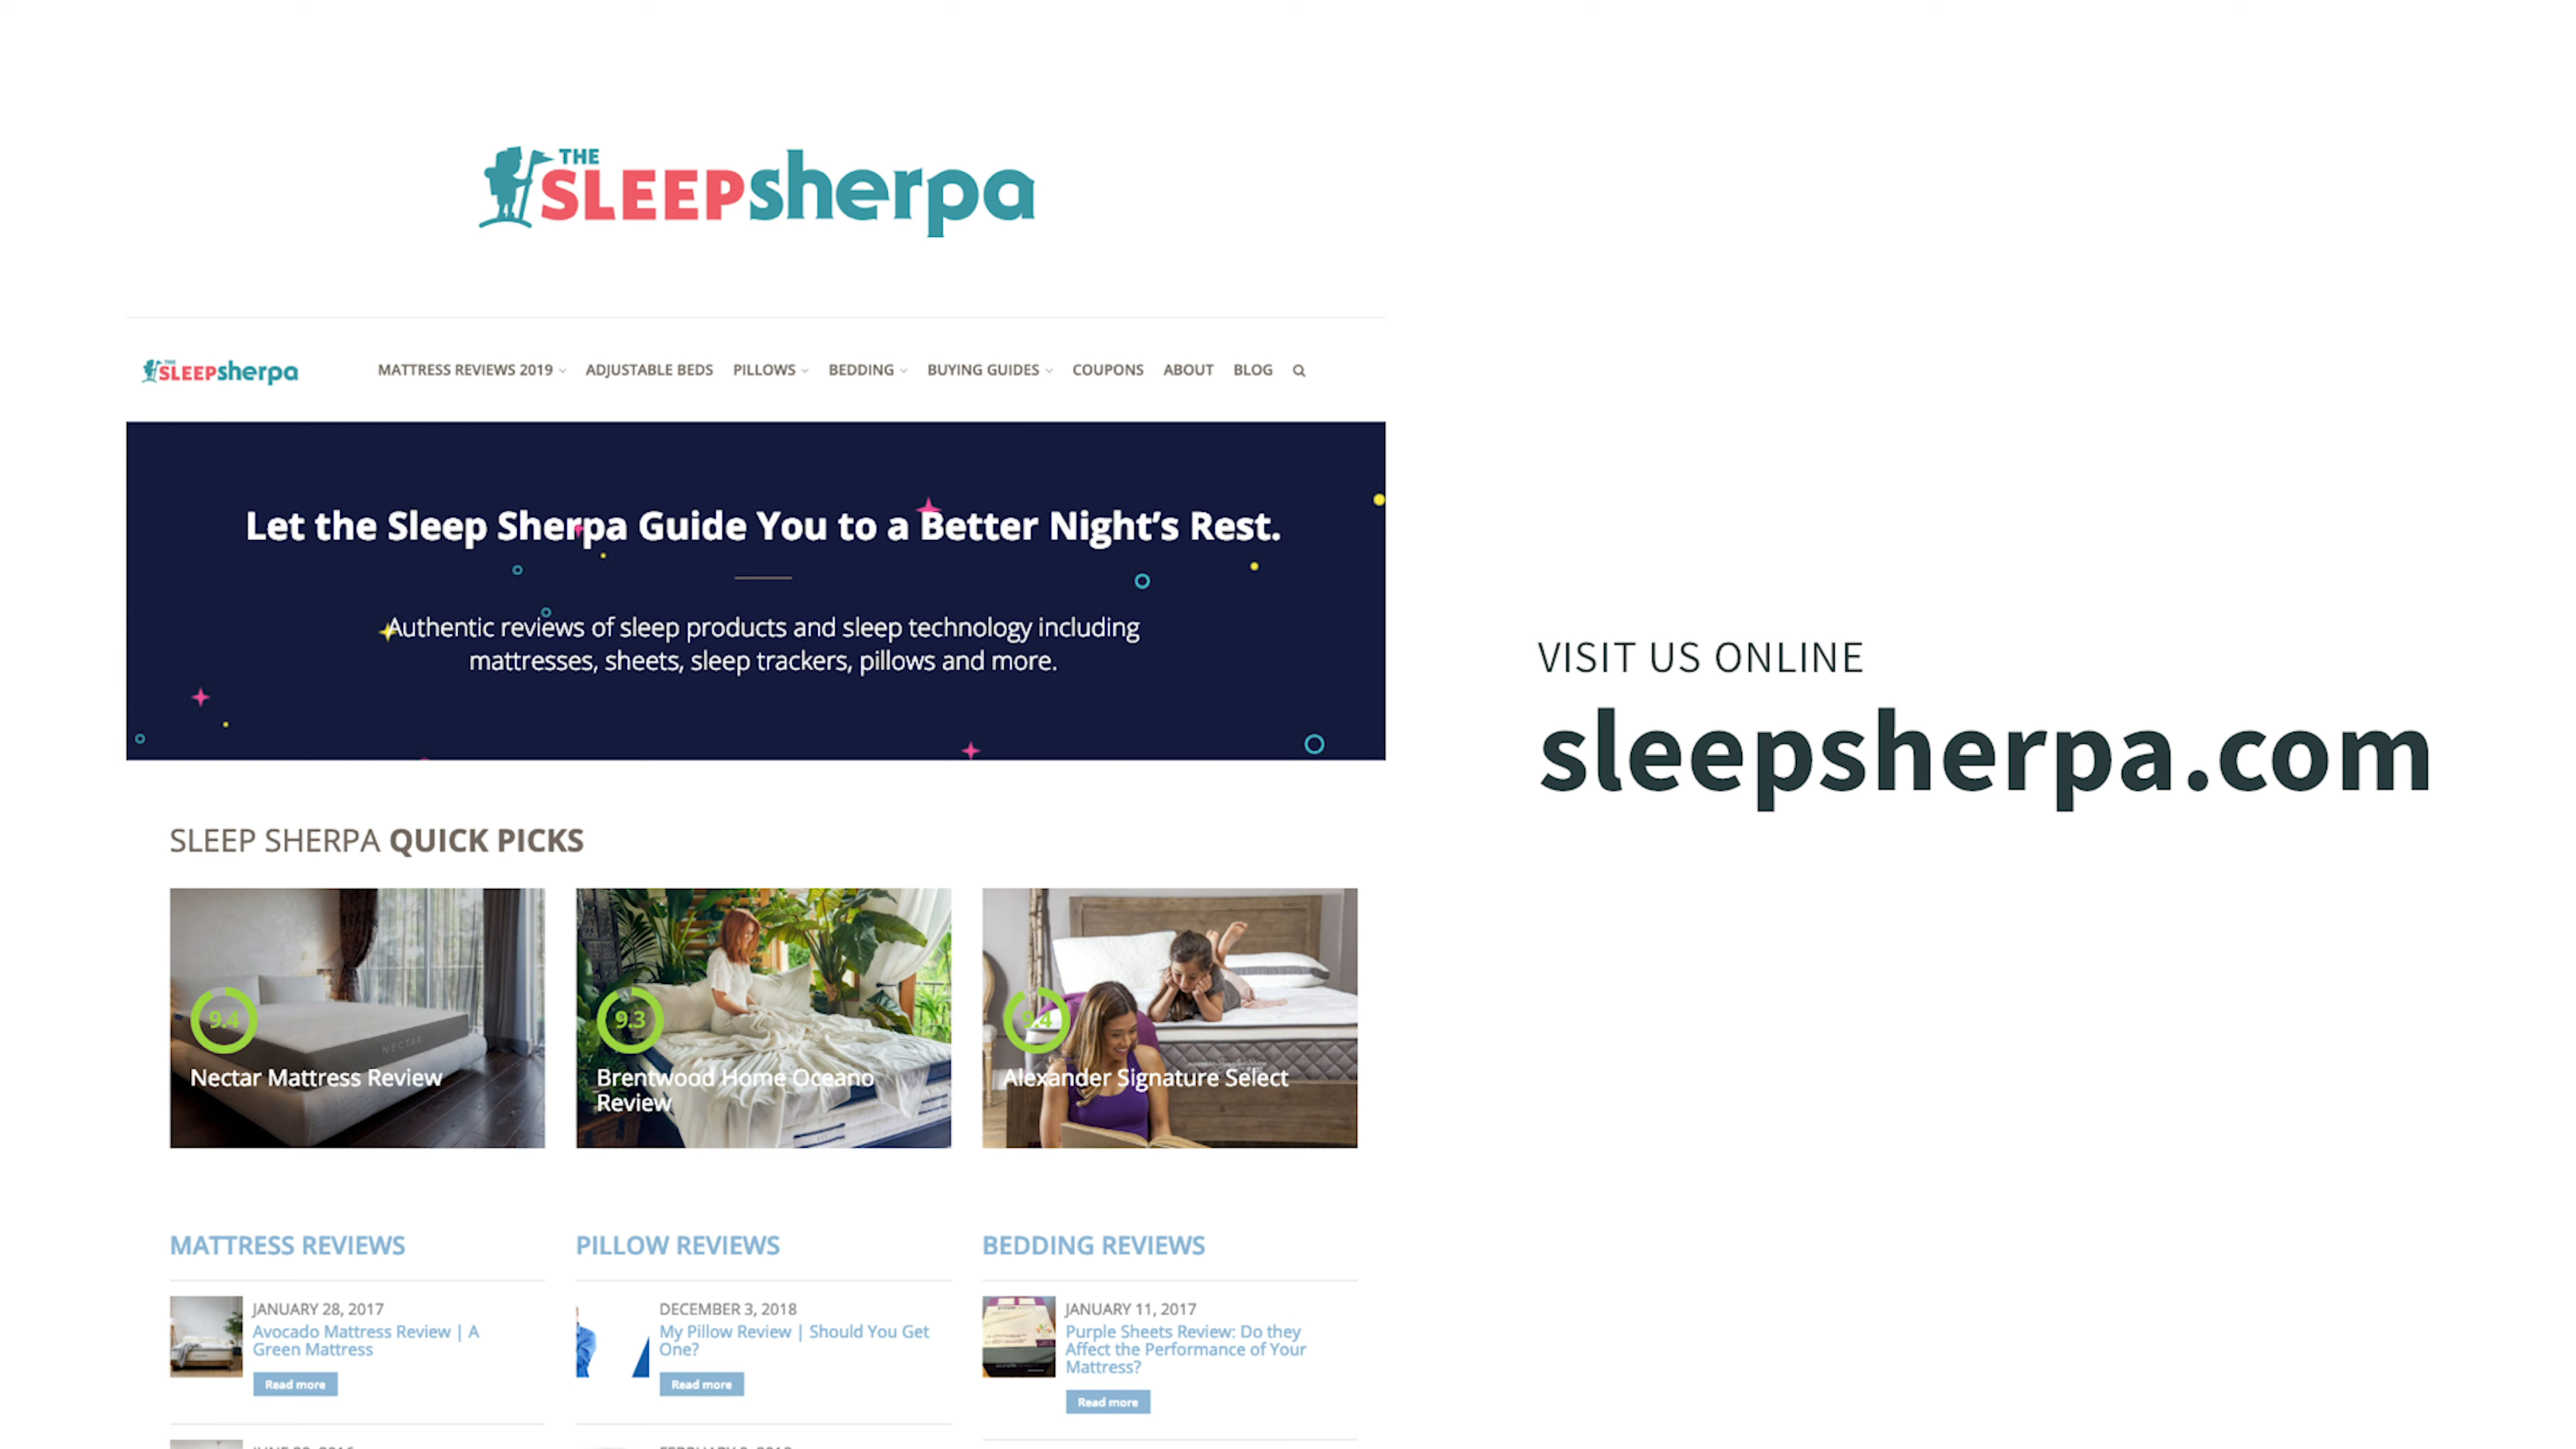 THE
SLEEPsherpa
THE
SLEEPsherpa
MATTRESS REVIEWS 2019
ADJUSTABLE BEDS
PILLOWS
BEDDING
BUYING GUIDES
COUPONS
ABOUT
BLOG
Let the Sleep Sherpa Guide You to a Better Night’s Rest.
Authentic reviews of sleep products and sleep technology including
mattresses, sheets, sleep trackers, pillows and more.
VISIT US ONLINE
sleepsherpa.com
SLEEP SHERPA QUICK PICKS
9.4
NECTAR
Nectar Mattress Review
9.3
Brentwood Home Oceano
Review
9.4
Alexander Signature Select
MATTRESS REVIEWS
JANUARY 28, 2017
Avocado Mattress Review | A
Green Mattress
Read more
PILLOW REVIEWS
DECEMBER 3, 2018
My Pillow Review | Should You Get
One?
Read more
BEDDING REVIEWS
JANUARY 11, 2017
Purple Sheets Review: Do they
Affect the Performance of Your
Mattress?
Read more